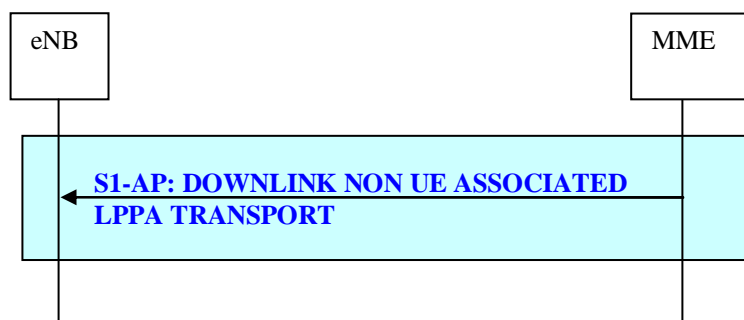 eNB
MME
S1-AP: DOWNLINK NON UE ASSOCIATED
LPPA TRANSPORT